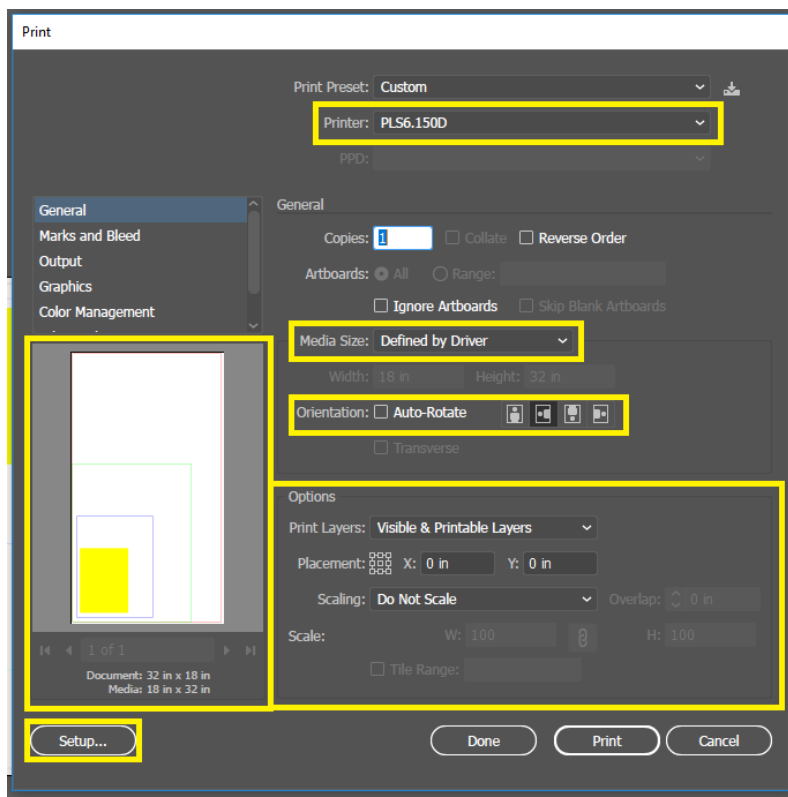 Print
Print Preset: Custom
Printer: PLS6.150D
PPD:
General
Marks and Bleed
Output
Graphics
Color Management
General
Copies: 1 Collate Reverse Order
Artboards: All Range:
Ignore Artboards Skip Blank Artboards
Media Size: Defined by Driver
Width: 18 in Height: 32 in
Orientation: Auto-Rotate
Transverse
Options
Print Layers: Visible & Printable Layers
Placement: X: 0 in Y: 0 in
Scaling: Do Not Scale Overlap: 0 in
Scale: W: 100 H: 100
Tile Range:
1 of 1
Document: 32 in x 18 in
Media: 18 in x 32 in
Setup... Done Print Cancel